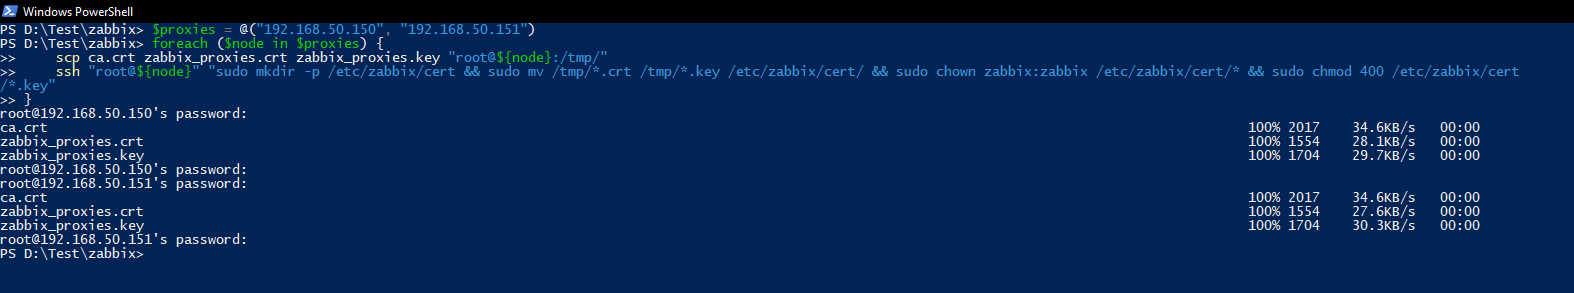 Windows PowerShell
PS D:\Test\zabbix> $proxies = @("192.168.50.150", "192.168.50.151")
PS D:\Test\zabbix> foreach ($node in $proxies) {
>>     scp ca.crt zabbix_proxies.crt zabbix_proxies.key "root@${node}:/tmp/"
>>     ssh "root@${node}" "sudo mkdir -p /etc/zabbix/cert && sudo mv /tmp/*.crt /tmp/*.key /etc/zabbix/cert/ && sudo chown zabbix:zabbix /etc/zabbix/cert/* && sudo chmod 400 /etc/zabbix/cert
/*.key"
>> }
root@192.168.50.150's password:
ca.crt 100% 2017 34.6KB/s 00:00
zabbix_proxies.crt 100% 1554 28.1KB/s 00:00
zabbix_proxies.key 100% 1704 29.7KB/s 00:00
root@192.168.50.150's password:
root@192.168.50.151's password:
ca.crt 100% 2017 34.6KB/s 00:00
zabbix_proxies.crt 100% 1554 27.6KB/s 00:00
zabbix_proxies.key 100% 1704 30.3KB/s 00:00
root@192.168.50.151's password:
PS D:\Test\zabbix>